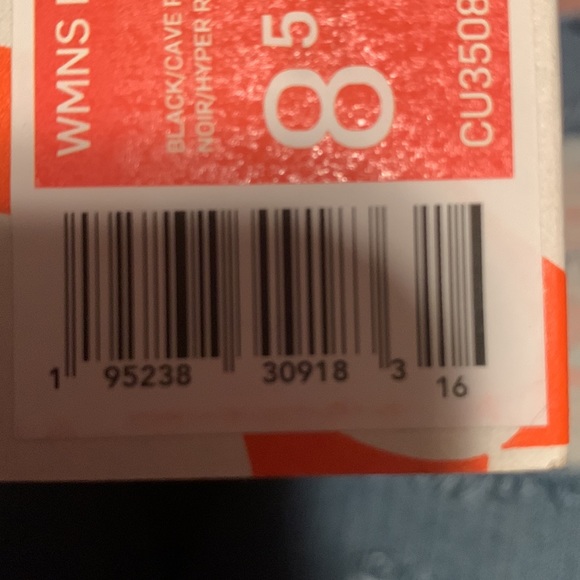 WMNS
BLACK/CAVE
NOIR/HYPER
8.5
CU3508
1 95238 30918 3 16